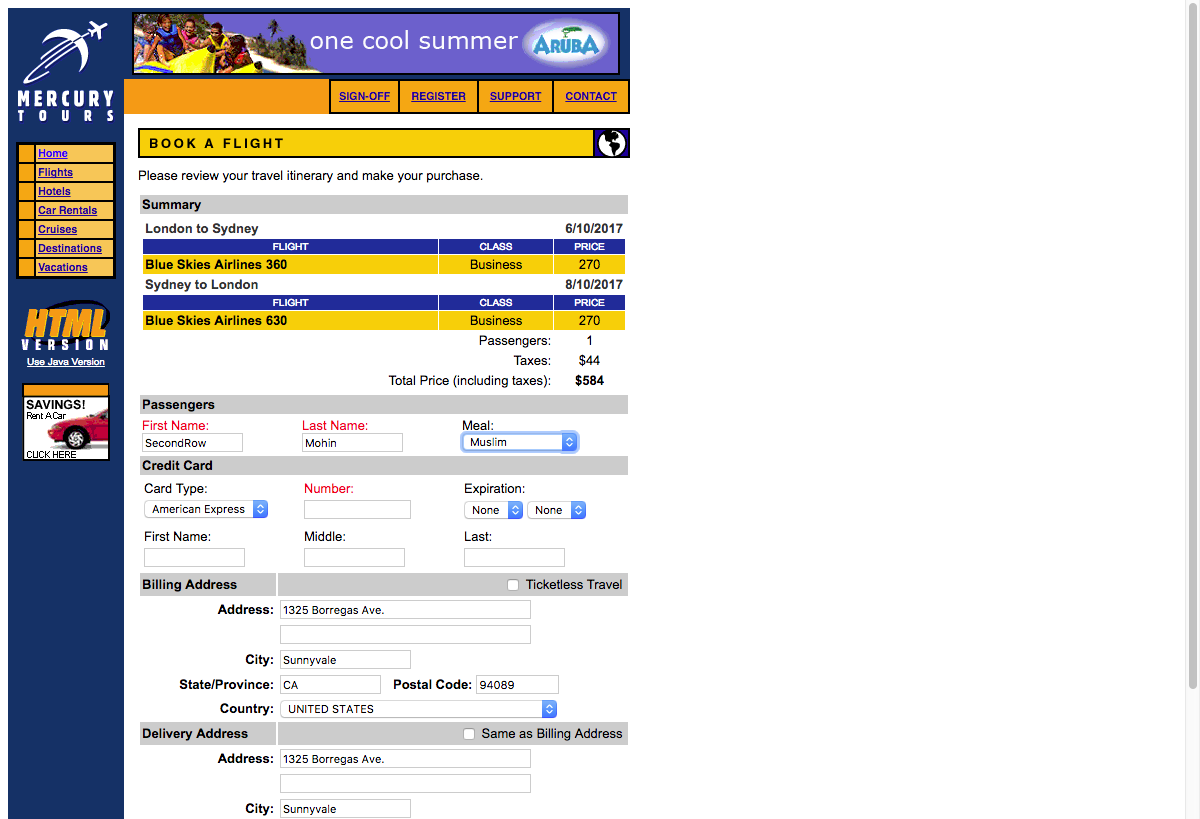 one cool summer ARUBA
MERCURY
TOURS
SIGN-OFF REGISTER SUPPORT CONTACT
BOOK A FLIGHT
Home
Flights
Hotels
Car Rentals
Cruises
Destinations
Vacations
HTML
VERSION
Use Java Version
SAVINGS!
Rent A Car
CLICK HERE
Please review your travel itinerary and make your purchase.
Summary
London to Sydney 6/10/2017
FLIGHT CLASS PRICE
Blue Skies Airlines 360 Business 270
Sydney to London 8/10/2017
FLIGHT CLASS PRICE
Blue Skies Airlines 630 Business 270
Passengers: 1
Taxes: $44
Total Price (including taxes): $584
Passengers
First Name: Last Name: Meal:
SecondRow Mohin Muslim
Credit Card
Card Type: Number: Expiration:
American Express None None
First Name: Middle: Last:
Billing Address Ticketless Travel
Address: 1325 Borregas Ave.
City: Sunnyvale
State/Province: CA Postal Code: 94089
Country: UNITED STATES
Delivery Address Same as Billing Address
Address: 1325 Borregas Ave.
City: Sunnyvale